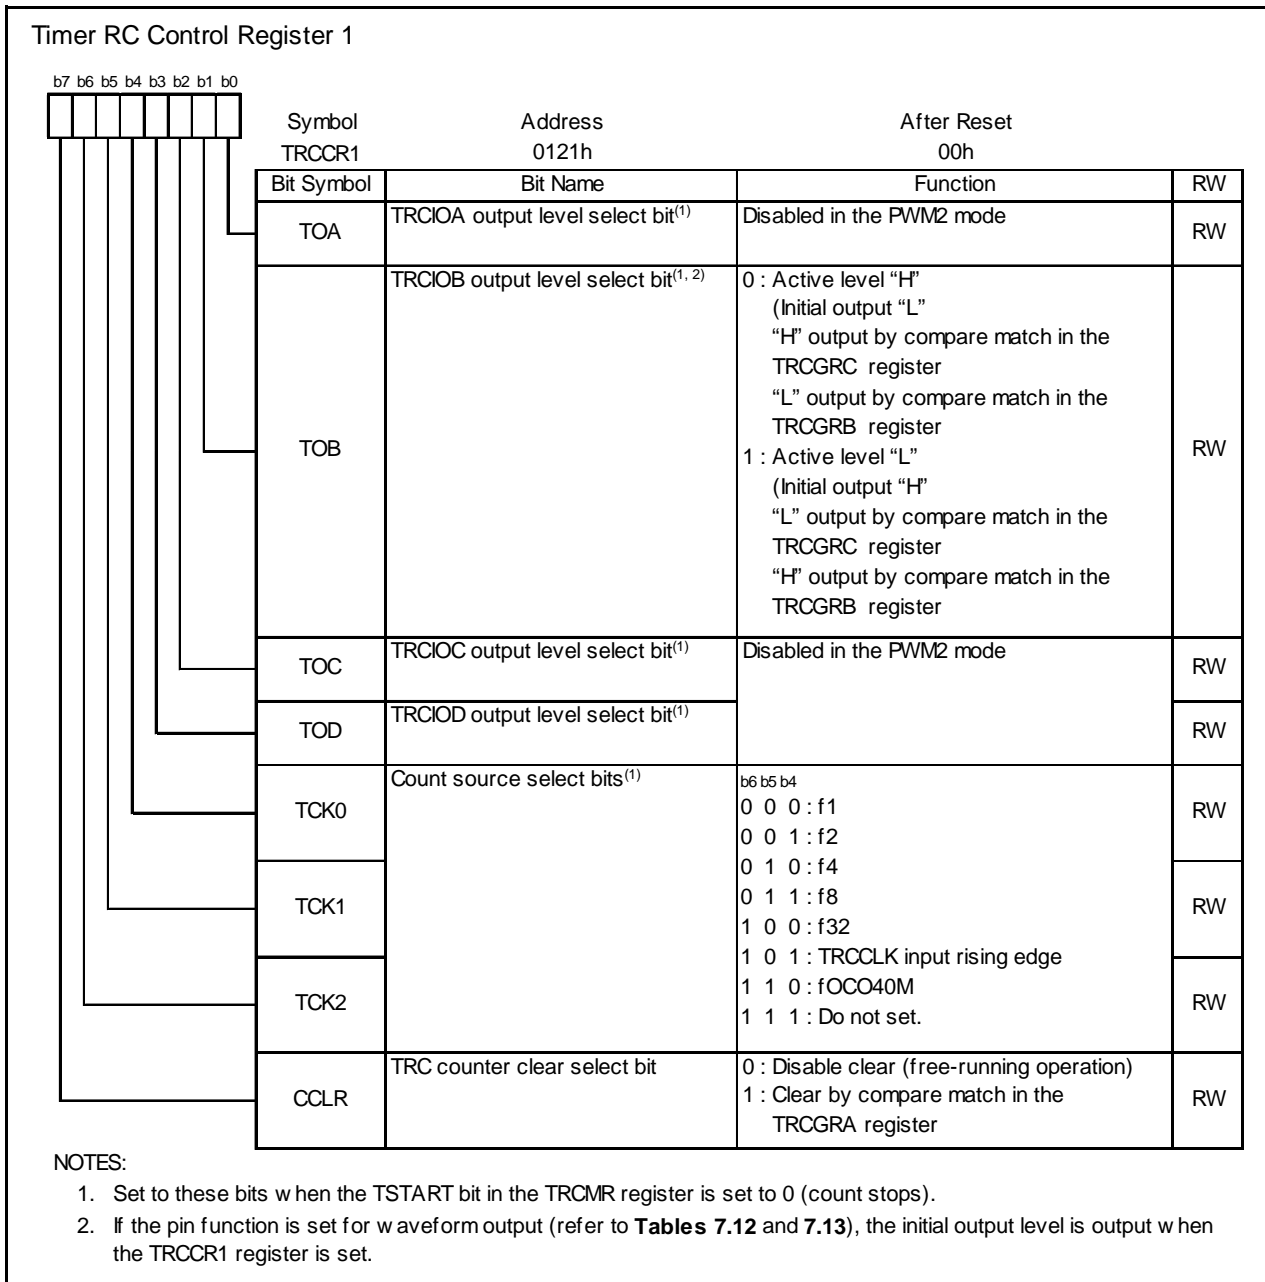 Timer RC Control Register 1
b7 b6 b5 b4 b3 b2 b1 b0
Symbol Address After Reset
TRCCR1 0121h 00h
Bit Symbol Bit Name Function RW
TOA TRCIOA output level select bit(1) Disabled in the PWM2 mode RW
TOB TRCIOB output level select bit(1, 2) 0 : Active level “H”
(Initial output “L”
“H” output by compare match in the
TRCGRC register
“L” output by compare match in the
TRCGRB register
1 : Active level “L”
(Initial output “H”
“L” output by compare match in the
TRCGRC register
“H” output by compare match in the
TRCGRB register
RW
TOC TRCIOC output level select bit(1) Disabled in the PWM2 mode RW
TOD TRCIOD output level select bit(1) RW
TCK0 Count source select bits(1) b6 b5 b4
0 0 0 : f1
0 0 1 : f2
RW
0 1 0 : f4
TCK1 0 1 1 : f8 RW
1 0 0 : f32
1 0 1 : TRCCLK input rising edge
TCK2 1 1 0 : fOCO40M RW
1 1 1 : Do not set.
CCLR TRC counter clear select bit 0 : Disable clear (free-running operation)
1 : Clear by compare match in the
TRCGRA register
RW
NOTES:
1. Set to these bits when the TSTART bit in the TRCMR register is set to 0 (count stops).
2. If the pin function is set for waveform output (refer to Tables 7.12 and 7.13), the initial output level is output when
the TRCCR1 register is set.